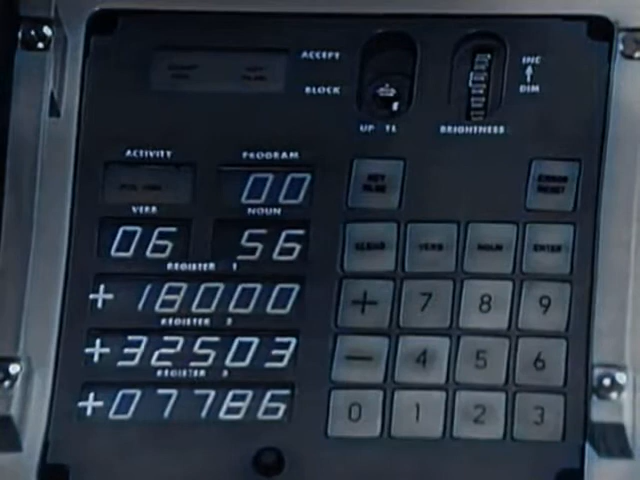 ACCEPT
INC
BLOCK
DIM
UP TL
BRIGHTNESS
ACTIVITY PROGRAM
00
KEY
VERB NOUN
RESET
06 56
CLEAR VERB NOUN ENTER
REGISTER 1
+18000
+ 7 8 9
REGISTER 2
+32503
- 4 5 6
REGISTER 3
+07786
0 1 2 3